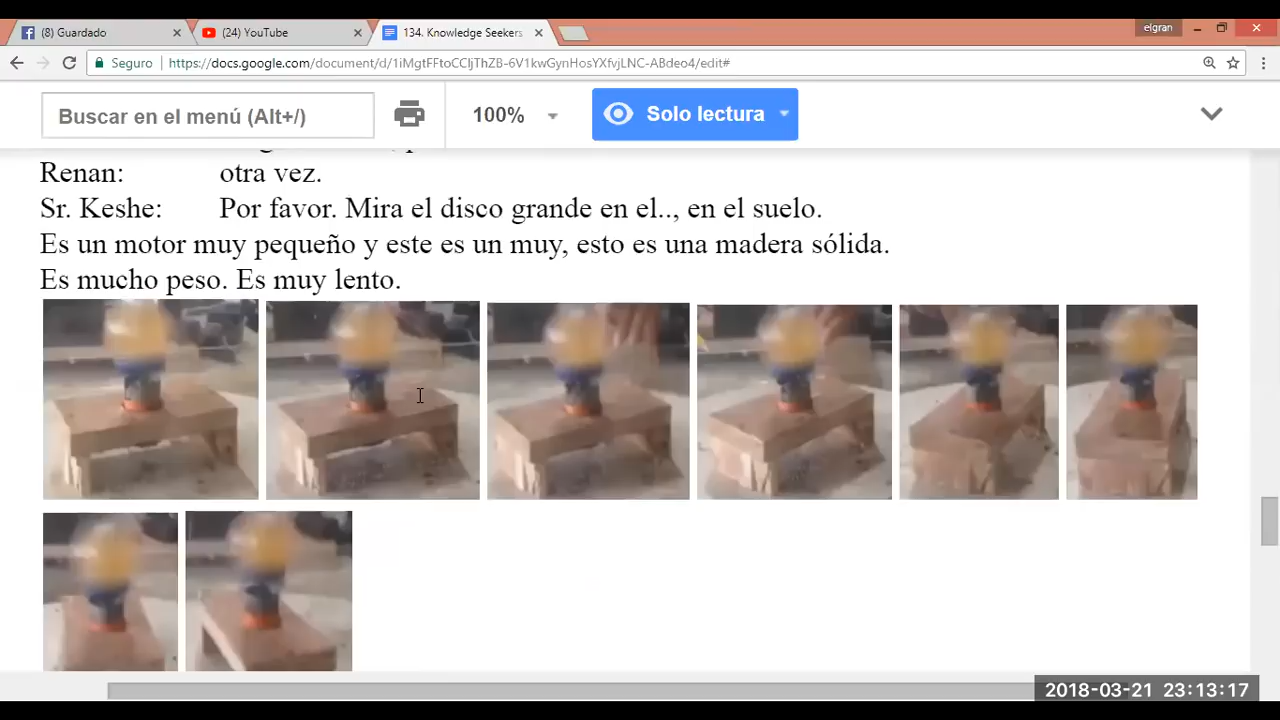 (8) Guardado
(24) YouTube
134. Knowledge Seekers
elgran
Seguro
https://docs.google.com/document/d/1iMgtFFtoCCljThZB-6V1kwGynHosYXfvjLNC-ABdeo4/edit#
Buscar en el menú (Alt+/)
100%
Solo lectura
Renan: otra vez.
Sr. Keshe: Por favor. Mira el disco grande en el.., en el suelo.
Es un motor muy pequeño y este es un muy, esto es una madera sólida.
Es mucho peso. Es muy lento.
2018-03-21 23:13:17